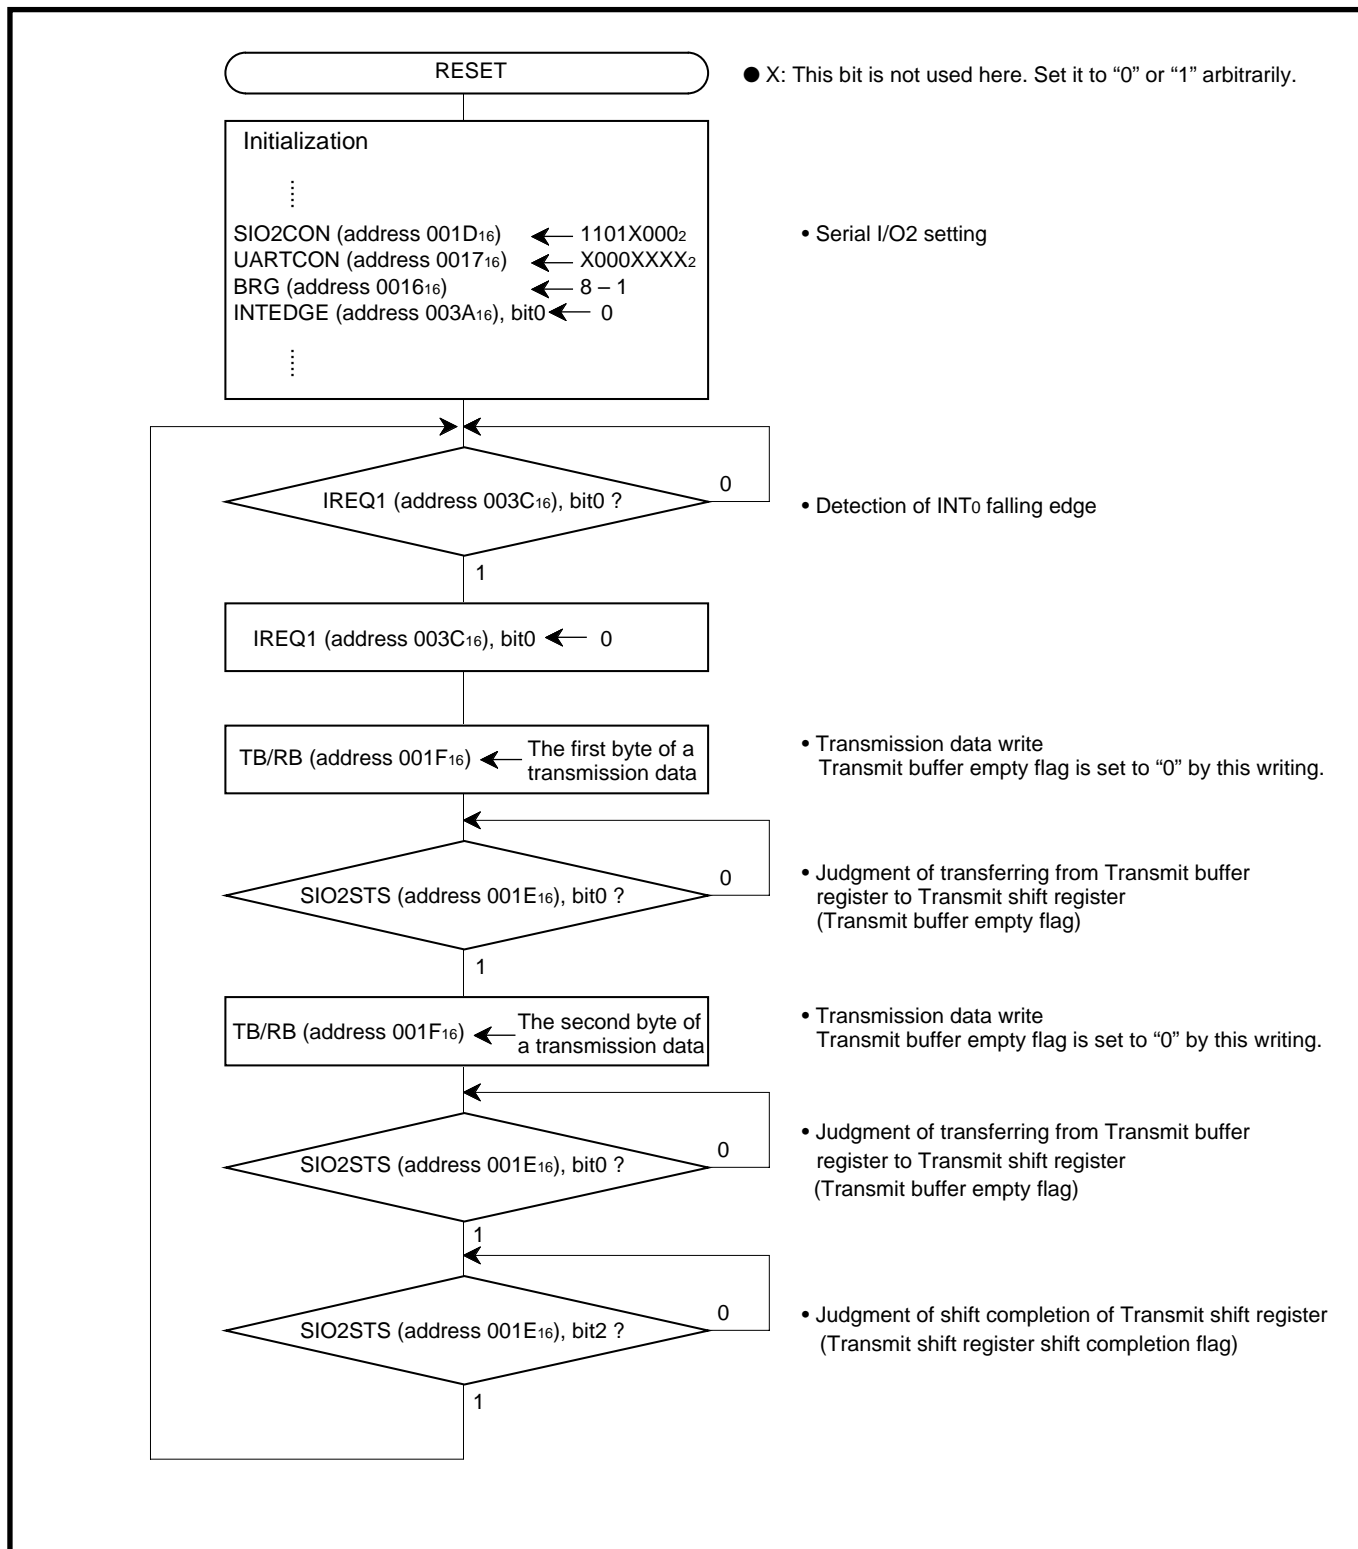 RESET
● X: This bit is not used here. Set it to “0” or “1” arbitrarily.
Initialization
SIO2CON (address 001D16) ← 1101X0002
• Serial I/O2 setting
UARTCON (address 001716) ← X000XXXX2
BRG (address 001616) ← 8 – 1
INTEDGE (address 003A16), bit0 ← 0
IREQ1 (address 003C16), bit0 ?
0
• Detection of INT0 falling edge
1
IREQ1 (address 003C16), bit0 ← 0
TB/RB (address 001F16) ← The first byte of a
transmission data
• Transmission data write
Transmit buffer empty flag is set to “0” by this writing.
SIO2STS (address 001E16), bit0 ?
0
• Judgment of transferring from Transmit buffer
register to Transmit shift register
(Transmit buffer empty flag)
1
TB/RB (address 001F16) ← The second byte of
a transmission data
• Transmission data write
Transmit buffer empty flag is set to “0” by this writing.
SIO2STS (address 001E16), bit0 ?
0
• Judgment of transferring from Transmit buffer
register to Transmit shift register
(Transmit buffer empty flag)
1
SIO2STS (address 001E16), bit2 ?
0
• Judgment of shift completion of Transmit shift register
(Transmit shift register shift completion flag)
1